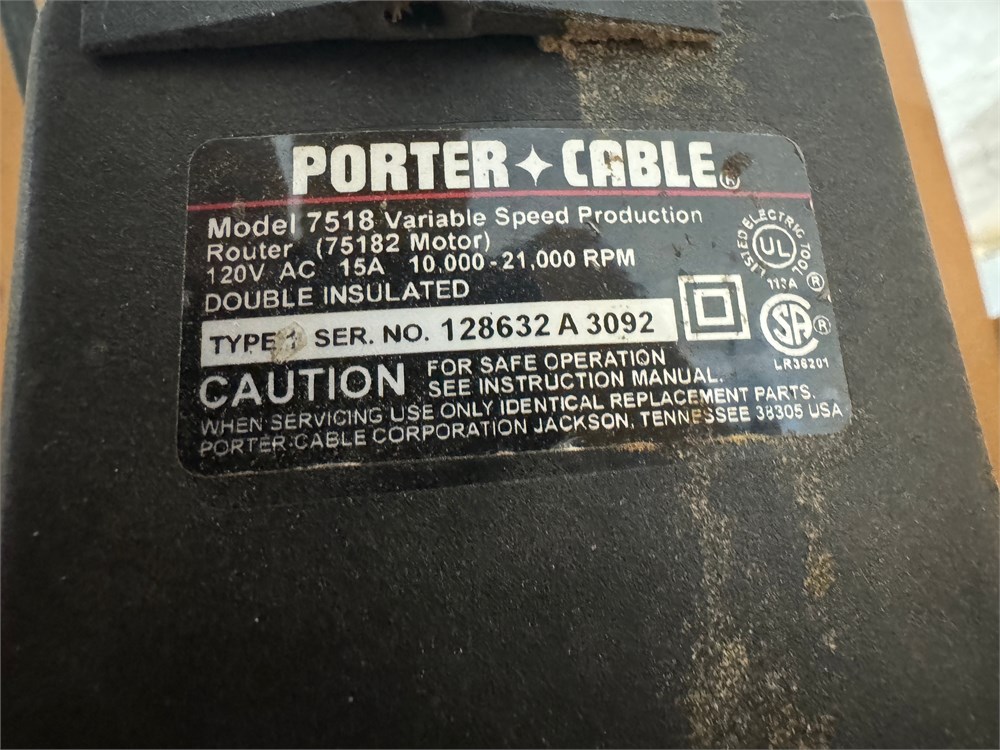 PORTER✦CABLE®
Model 7518 Variable Speed Production
Router (75182 Motor)
120V AC 15A 10,000-21,000 RPM
DOUBLE INSULATED
TYPE 1 SER. NO. 128632 A 3092
CAUTION FOR SAFE OPERATION
SEE INSTRUCTION MANUAL.
WHEN SERVICING USE ONLY IDENTICAL REPLACEMENT PARTS.
PORTER-CABLE CORPORATION JACKSON, TENNESSEE 38305 USA
LISTED ELECTRIC TOOL
UL ®
SA ®
LR36201